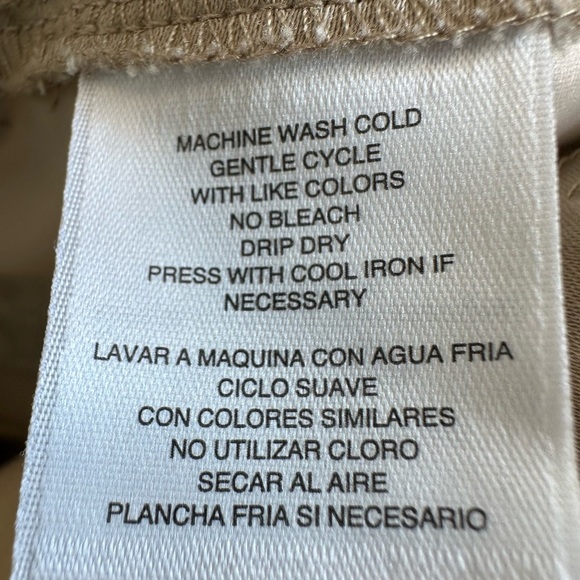 MACHINE WASH COLD
GENTLE CYCLE
WITH LIKE COLORS
NO BLEACH
DRIP DRY
PRESS WITH COOL IRON IF
NECESSARY
LAVAR A MAQUINA CON AGUA FRIA
CICLO SUAVE
CON COLORES SIMILARES
NO UTILIZAR CLORO
SECAR AL AIRE
PLANCHA FRIA SI NECESARIO